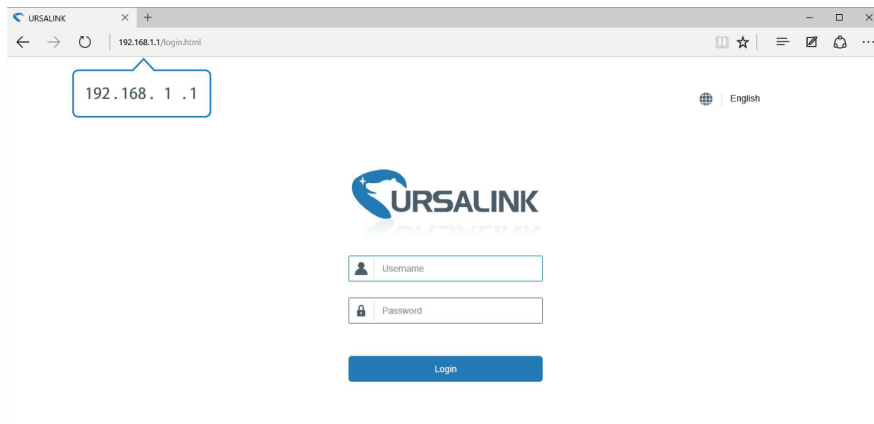 URSALINK
192.168.1.1/login.html
192.168. 1 .1
English
URSALINK
Username
Password
Login